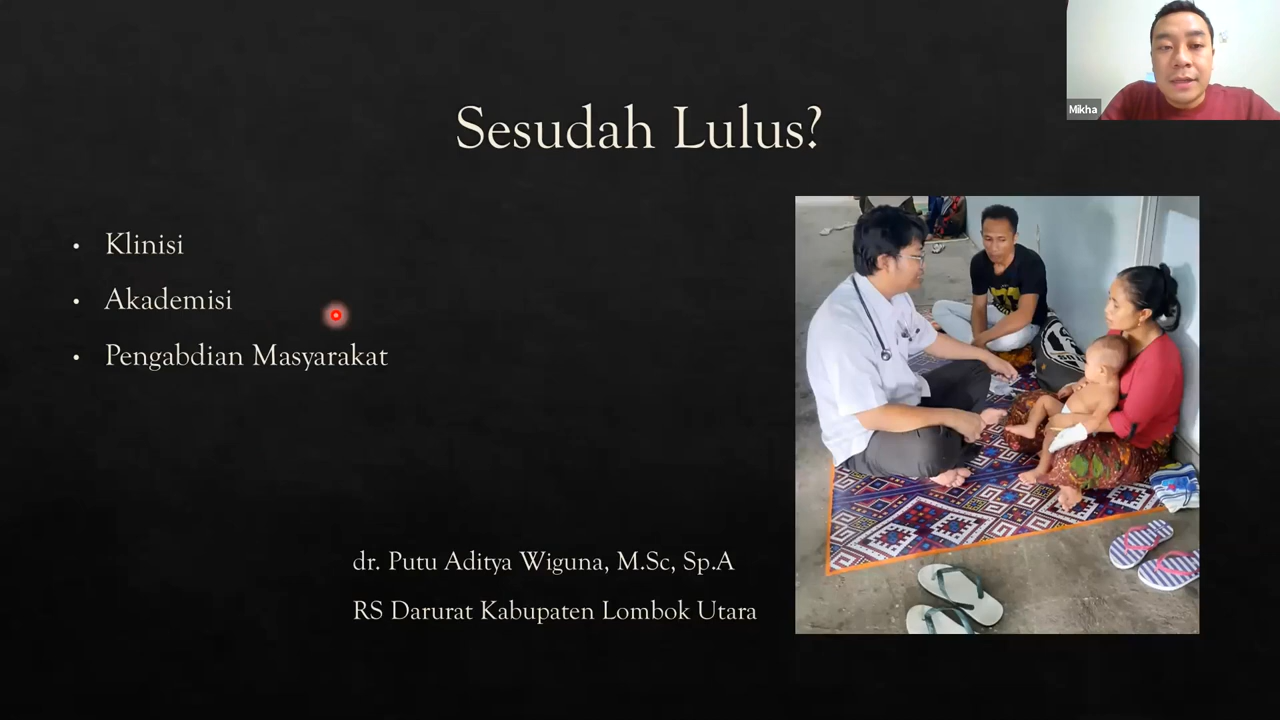 Mikha
Sesudah Lulus?
• Klinisi
• Akademisi
• Pengabdian Masyarakat
dr. Putu Aditya Wiguna, M.Sc, Sp.A
RS Darurat Kabupaten Lombok Utara